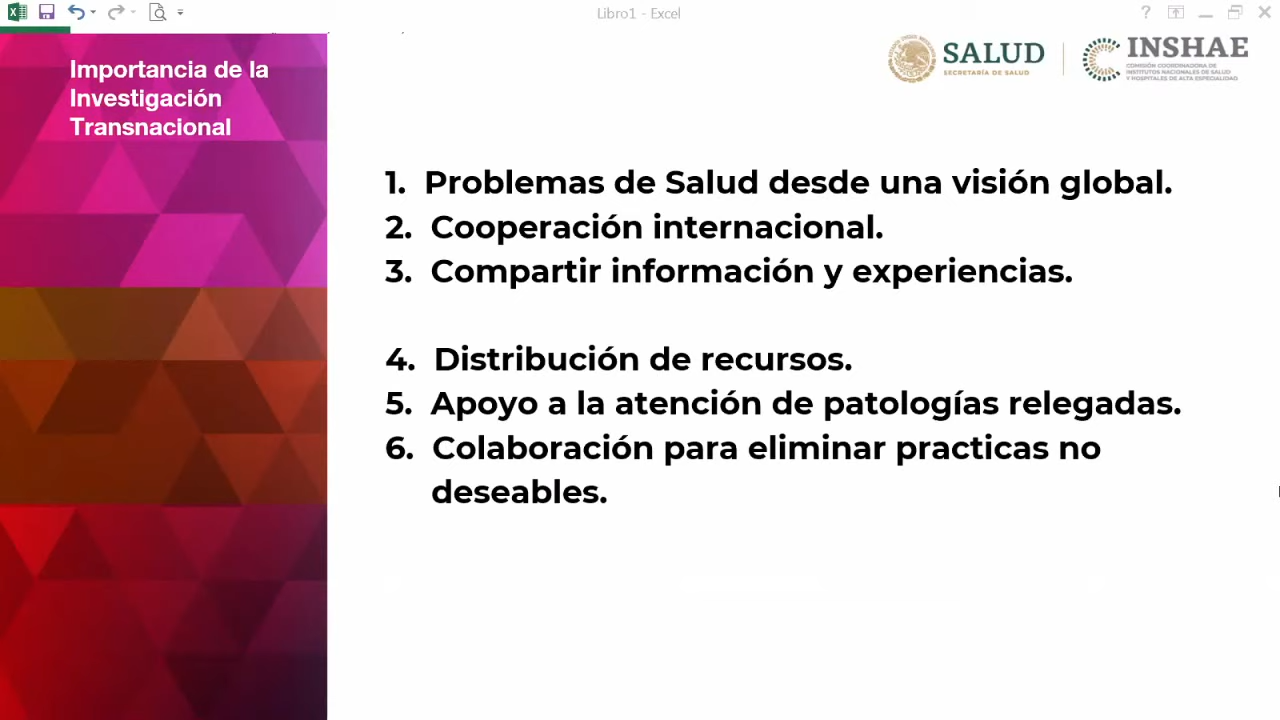 Libro1 - Excel
?
Importancia de la
Investigación
Transnacional
SALUD
SECRETARÍA DE SALUD
INSHAE
COMISIÓN COORDINADORA DE
INSTITUTOS NACIONALES DE SALUD
Y HOSPITALES DE ALTA ESPECIALIDAD
1. Problemas de Salud desde una visión global.
2. Cooperación internacional.
3. Compartir información y experiencias.
4. Distribución de recursos.
5. Apoyo a la atención de patologías relegadas.
6. Colaboración para eliminar practicas no
deseables.